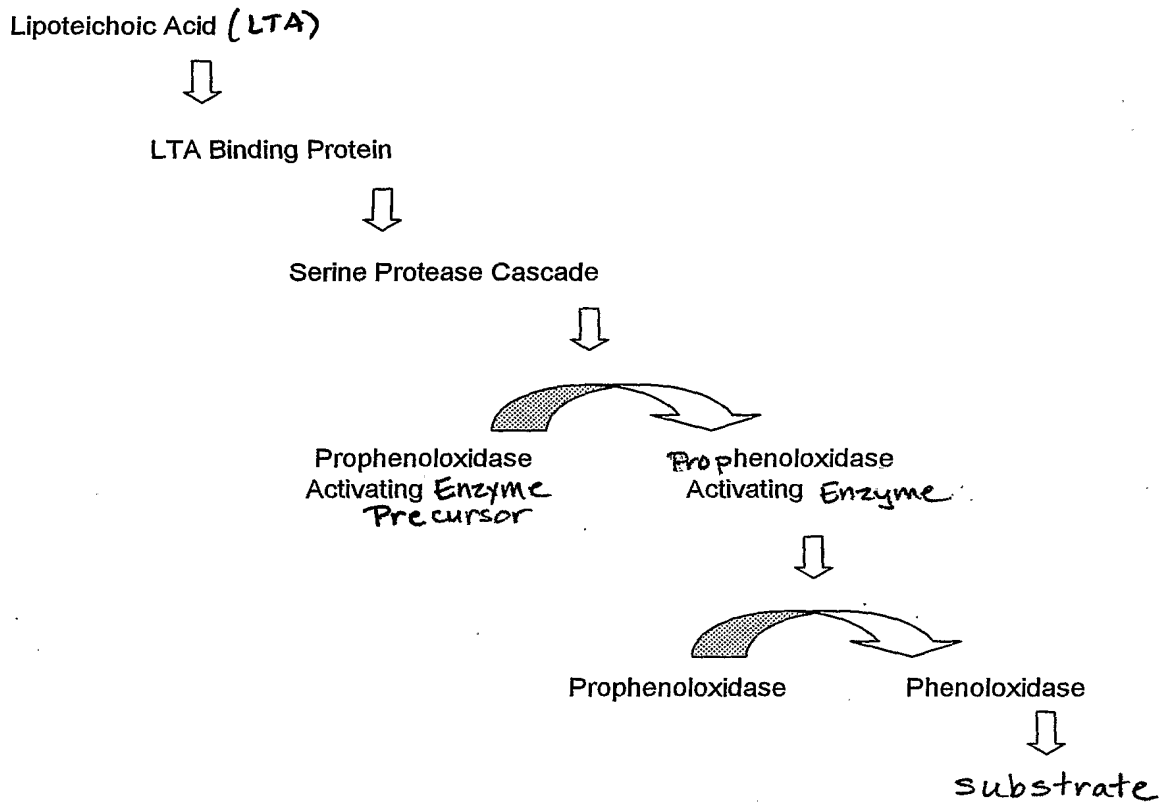 Lipoteichoic Acid (LTA)
LTA Binding Protein
Serine Protease Cascade
Prophenoloxidase
Activating Enzyme
Precursor
Prophenoloxidase
Activating Enzyme
Prophenoloxidase
Phenoloxidase
substrate